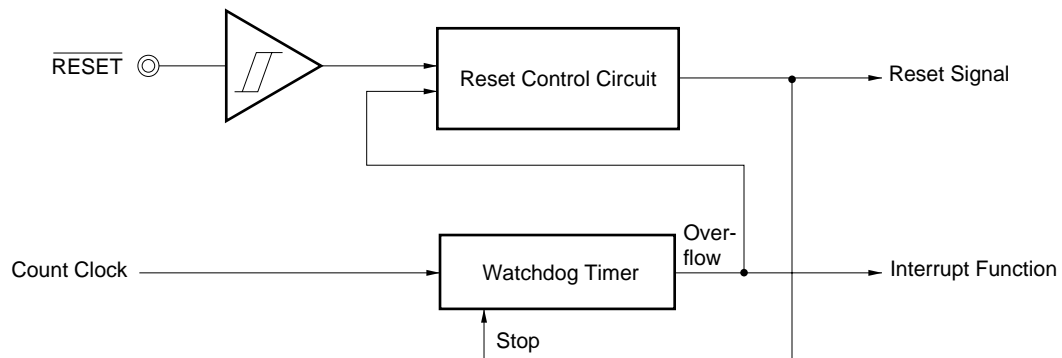 RESET
Reset Control Circuit
Reset Signal
Over-
flow
Count Clock
Watchdog Timer
Interrupt Function
Stop